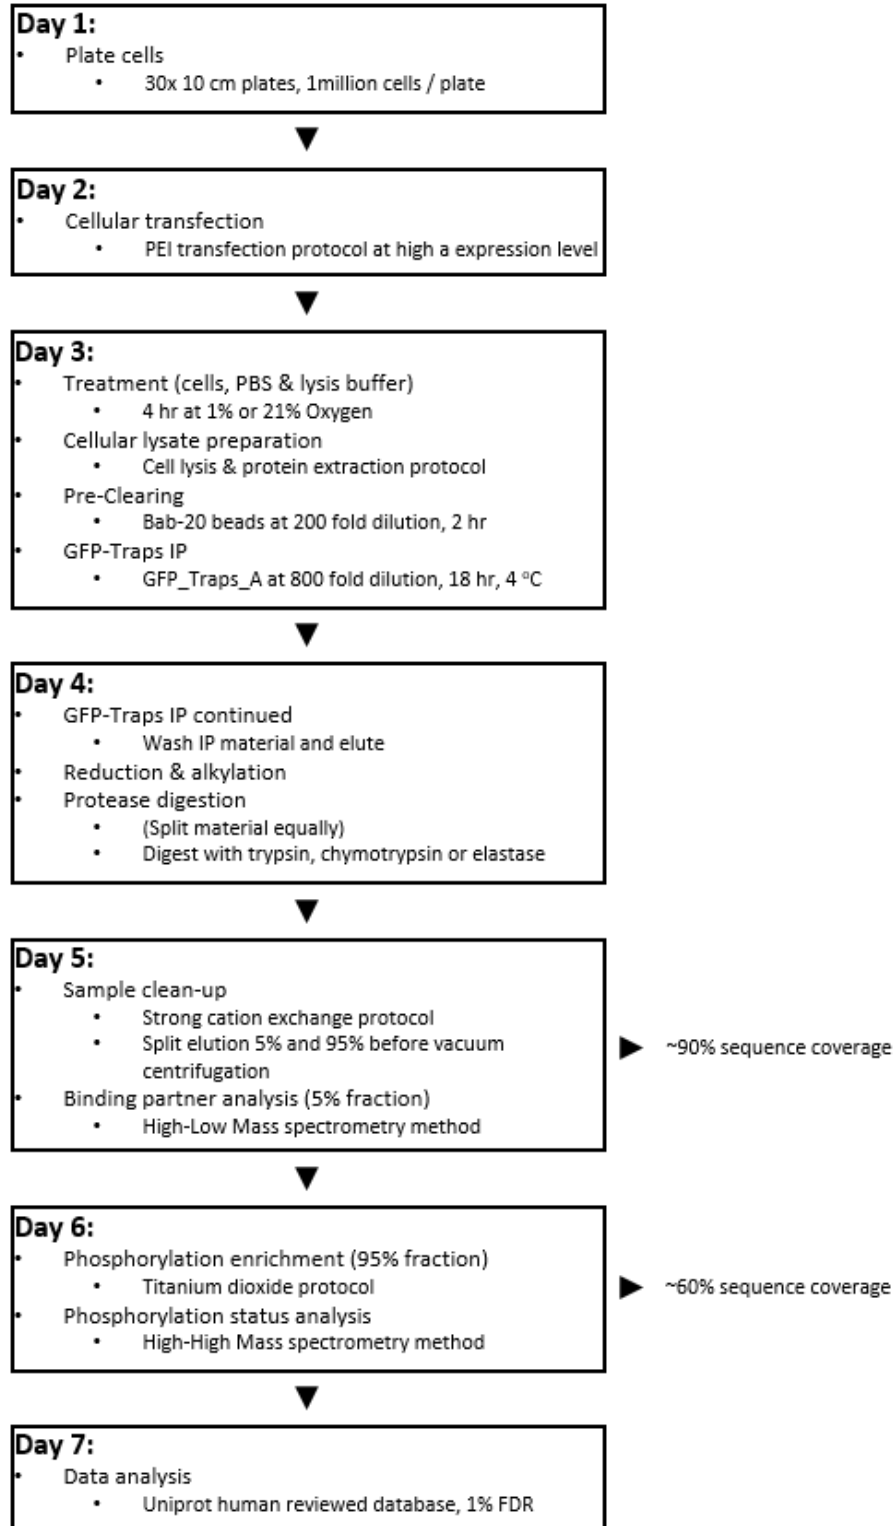 Day 1:
• Plate cells
• 30x 10 cm plates, 1million cells / plate
Day 2:
• Cellular transfection
• PEI transfection protocol at high a expression level
Day 3:
• Treatment (cells, PBS & lysis buffer)
• 4 hr at 1% or 21% Oxygen
• Cellular lysate preparation
• Cell lysis & protein extraction protocol
• Pre-Clearing
• Bab-20 beads at 200 fold dilution, 2 hr
• GFP-Traps IP
• GFP_Traps_A at 800 fold dilution, 18 hr, 4 °C
Day 4:
• GFP-Traps IP continued
• Wash IP material and elute
• Reduction & alkylation
• Protease digestion
• (Split material equally)
• Digest with trypsin, chymotrypsin or elastase
Day 5:
• Sample clean-up
• Strong cation exchange protocol
• Split elution 5% and 95% before vacuum
centrifugation
• Binding partner analysis (5% fraction)
• High-Low Mass spectrometry method
~90% sequence coverage
Day 6:
• Phosphorylation enrichment (95% fraction)
• Titanium dioxide protocol
• Phosphorylation status analysis
• High-High Mass spectrometry method
~60% sequence coverage
Day 7:
• Data analysis
• Uniprot human reviewed database, 1% FDR